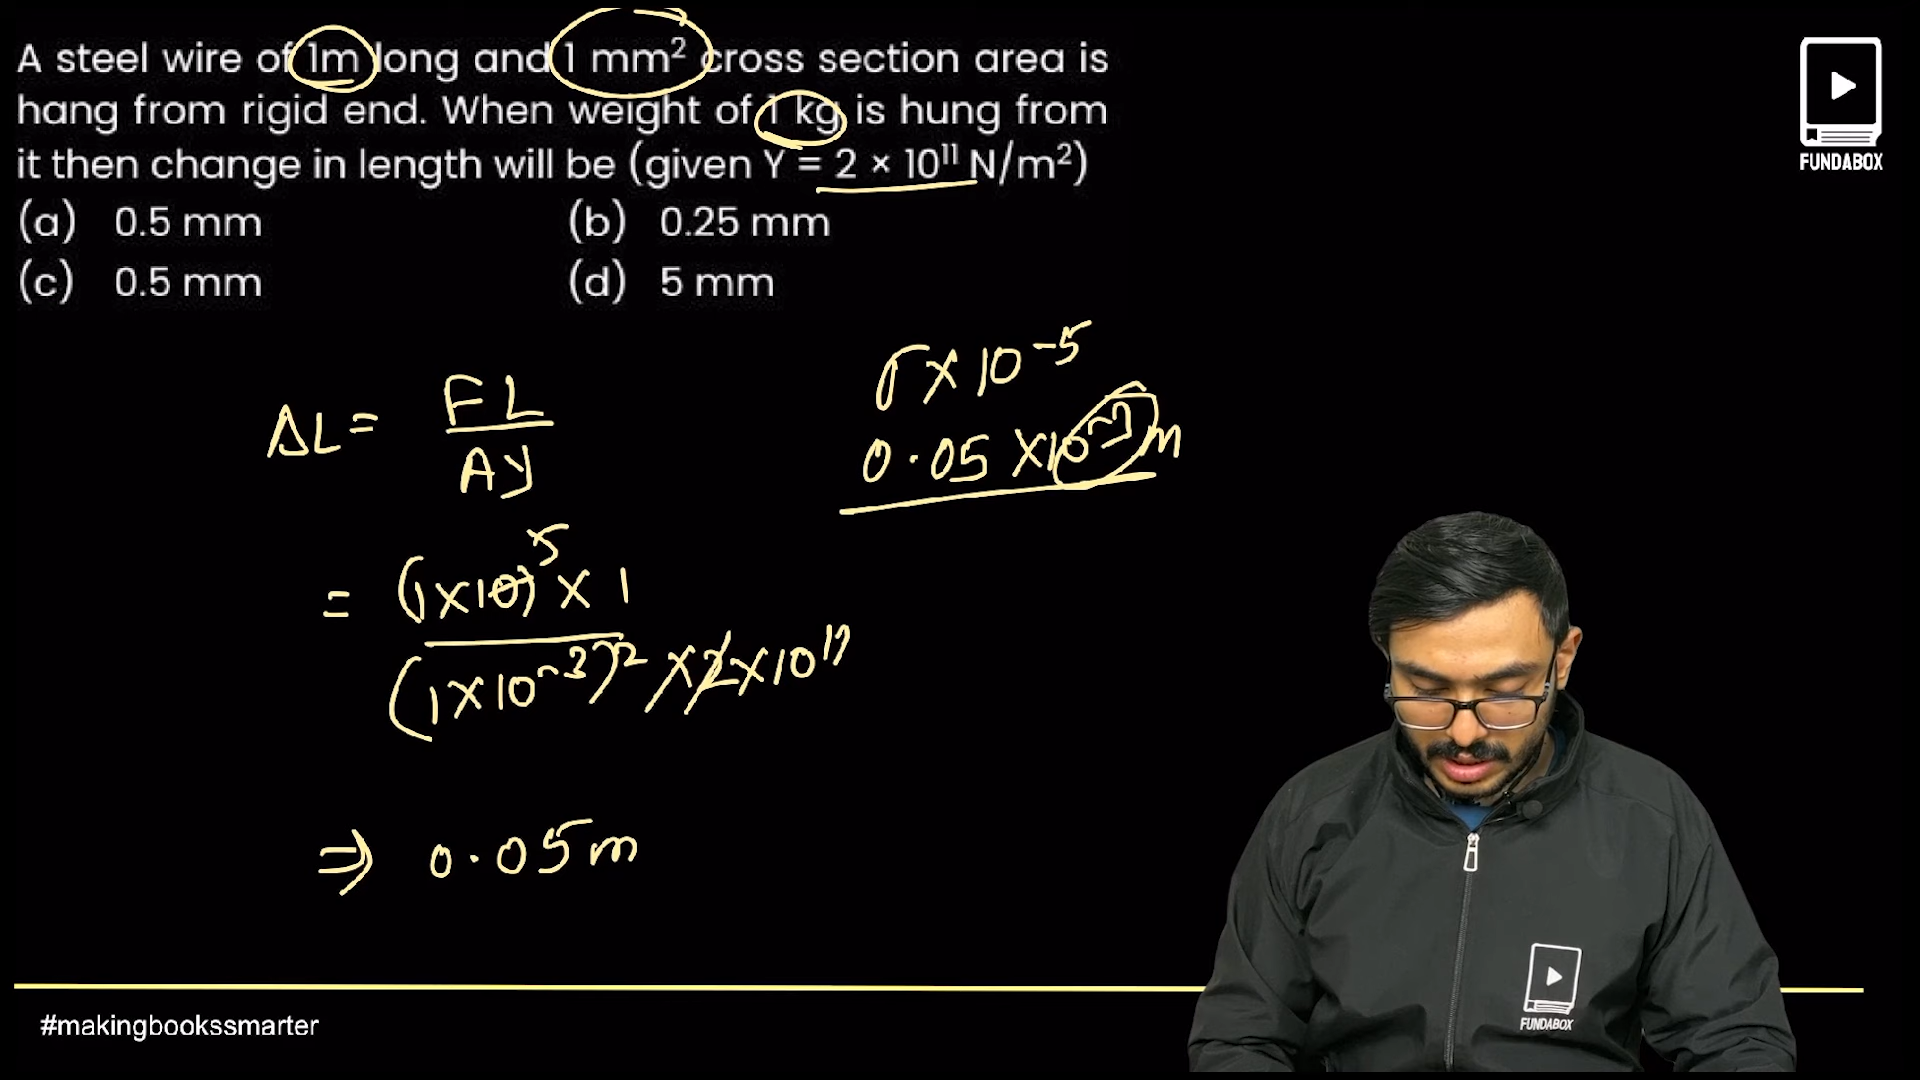 A steel wire of 1m long and 1 mm² cross section area is
hang from rigid end. When weight of 1 kg is hung from
it then change in length will be (given Y = 2 × 10¹¹ N/m²)
(a) 0.5 mm (b) 0.25 mm
(c) 0.5 mm (d) 5 mm
FUNDABOX
5 × 10⁻⁵
0.05 × 10⁻³ m
ΔL = FL / AY
= (1×10)⁵ × 1 / (1×10⁻³)² × 2 × 10¹¹
⇒ 0.05 m
FUNDABOX
#makingbookssmarter